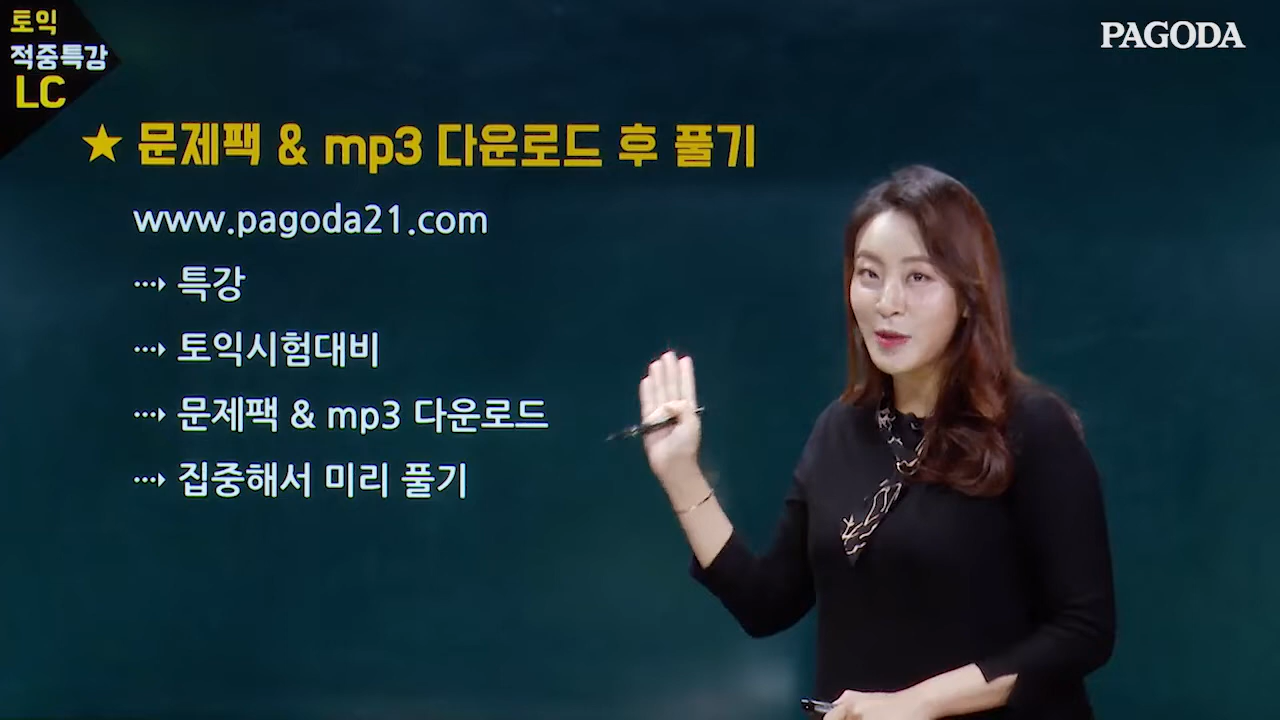 토익
적중특강
LC
PAGODA
★ 문제팩 & mp3 다운로드 후 풀기
www.pagoda21.com
⋯→ 특강
⋯→ 토익시험대비
⋯→ 문제팩 & mp3 다운로드
⋯→ 집중해서 미리 풀기